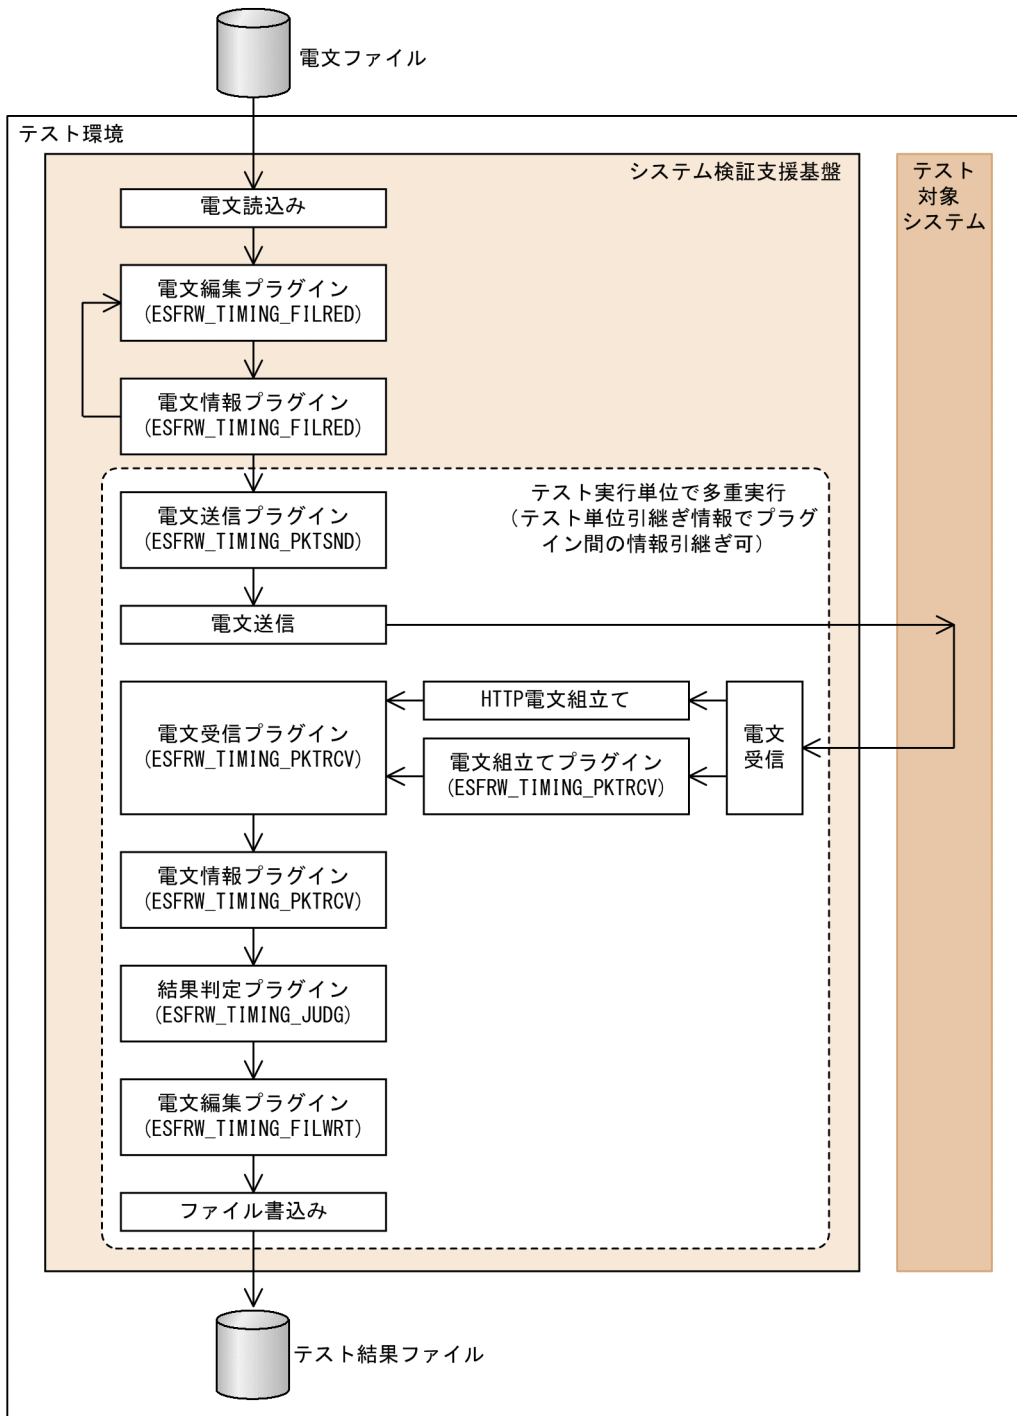 電文ファイル
テスト環境
システム検証支援基盤
テスト
対象
システム
電文読込み
電文編集プラグイン
(ESFRW_TIMING_FILRED)
電文情報プラグイン
(ESFRW_TIMING_FILRED)
テスト実行単位で多重実行
（テスト単位引継ぎ情報でプラグ
イン間の情報引継ぎ可）
電文送信プラグイン
(ESFRW_TIMING_PKTSND)
電文送信
電文受信プラグイン
(ESFRW_TIMING_PKTRCV)
HTTP電文組立て
電文組立てプラグイン
(ESFRW_TIMING_PKTRCV)
電文
受信
電文情報プラグイン
(ESFRW_TIMING_PKTRCV)
結果判定プラグイン
(ESFRW_TIMING_JUDG)
電文編集プラグイン
(ESFRW_TIMING_FILWRT)
ファイル書込み
テスト結果ファイル